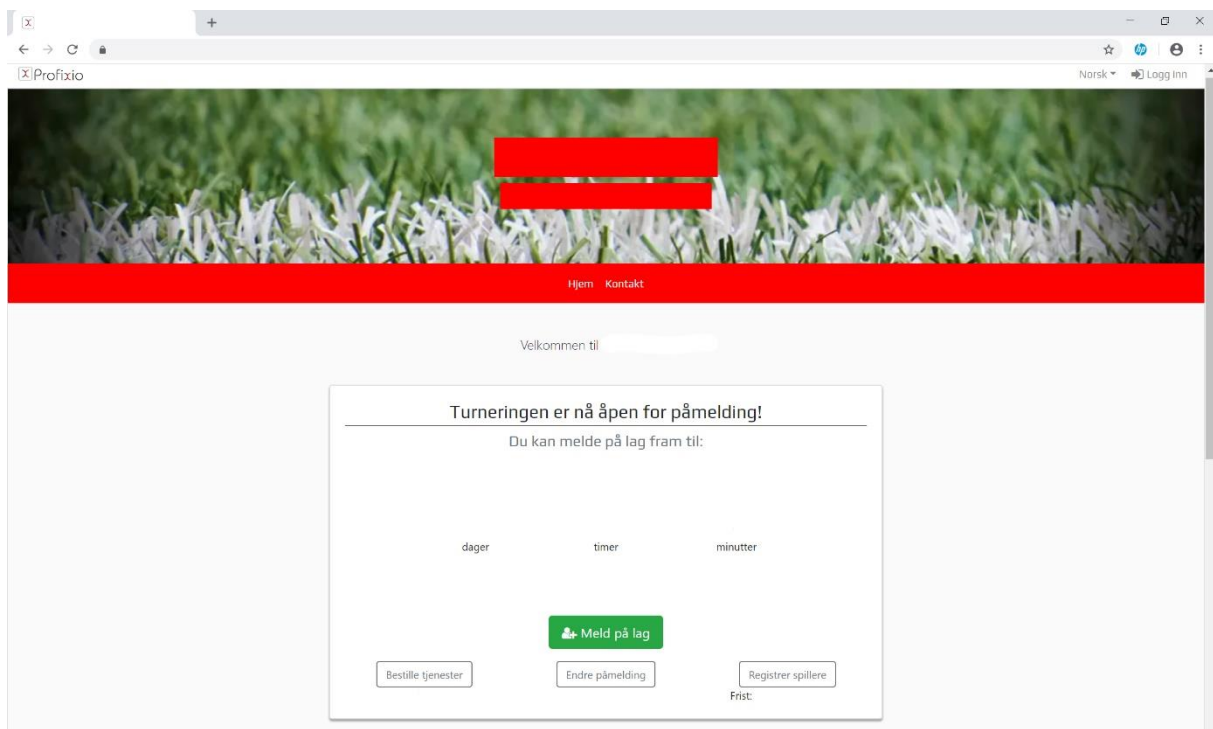 Profixio
Norsk Logg inn
Hjem Kontakt
Velkommen til
Turneringen er nå åpen for påmelding!
Du kan melde på lag fram til:
dager timer minutter
Meld på lag
Bestille tjenester Endre påmelding Registrer spillere
Frist: